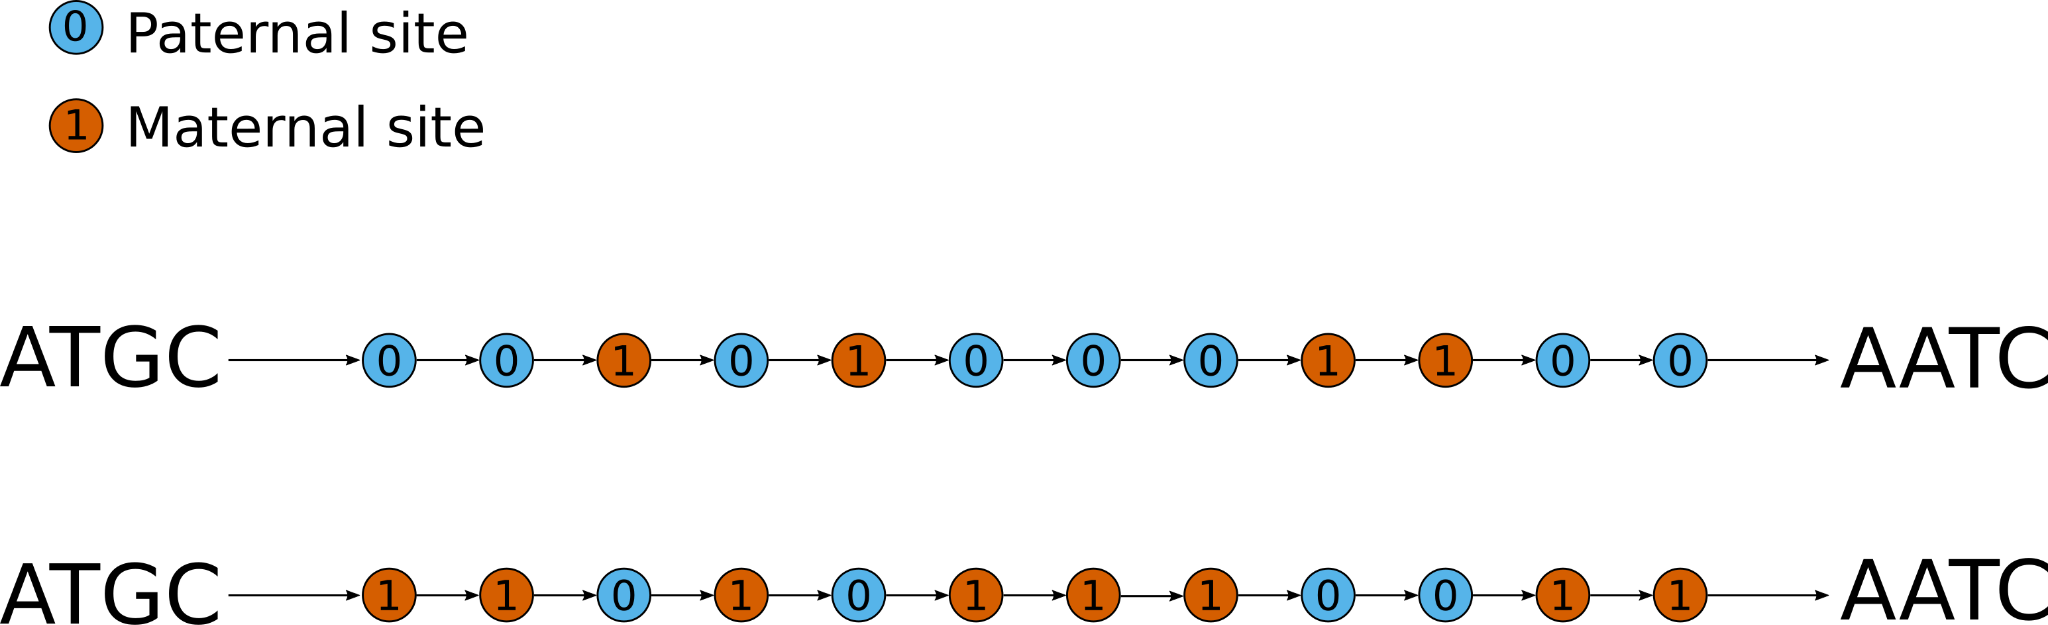 0 Paternal site
1 Maternal site
ATGC 0 0 1 0 1 0 0 0 1 1 0 0 AATC
ATGC 1 1 0 1 0 1 1 1 0 0 1 1 AATC